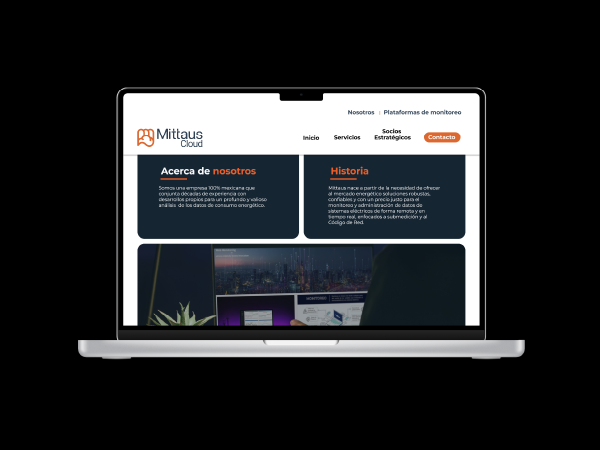 Nosotros | Plataformas de monitoreo
Mittaus
Cloud
Inicio
Servicios
Socios
Estratégicos
Contacto
Acerca de nosotros
Somos una empresa 100% mexicana que
conjunta décadas de experiencia con
desarrollos propios para un profundo y valioso
análisis de los datos de consumo energético.
Historia
Mittaus nace a partir de la necesidad de ofrecer
al mercado energético soluciones robustas,
confiables y con un precio justo para el
monitoreo y administración de datos de
sistemas eléctricos de forma remota y en
tiempo real, enfocados a submedición y al
Código de Red.